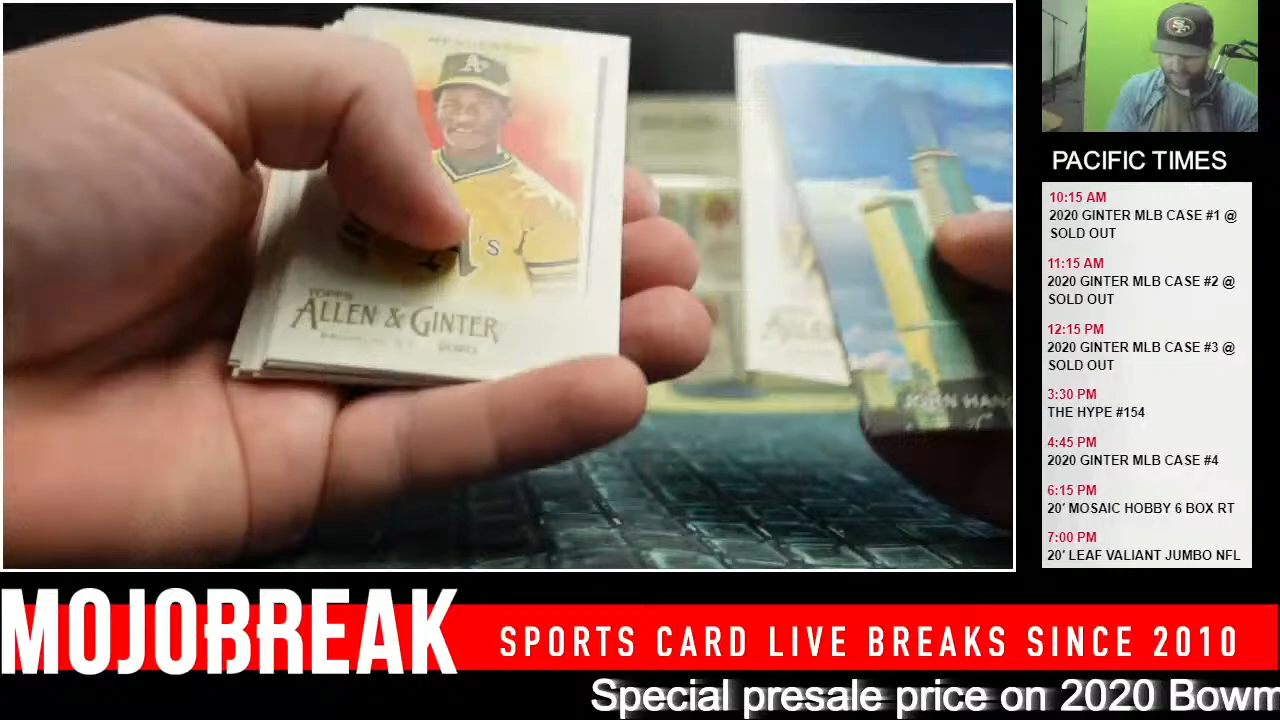 A's
A's
TOPPS
ALLEN & GINTER
JOHN HAN
PACIFIC TIMES
10:15 AM
2020 GINTER MLB CASE #1 @
SOLD OUT
11:15 AM
2020 GINTER MLB CASE #2 @
SOLD OUT
12:15 PM
2020 GINTER MLB CASE #3 @
SOLD OUT
3:30 PM
THE HYPE #154
4:45 PM
2020 GINTER MLB CASE #4
6:15 PM
20' MOSAIC HOBBY 6 BOX RT
7:00 PM
20' LEAF VALIANT JUMBO NFL
MOJOBREAK
SPORTS CARD LIVE BREAKS SINCE 2010
Special presale price on 2020 Bowm